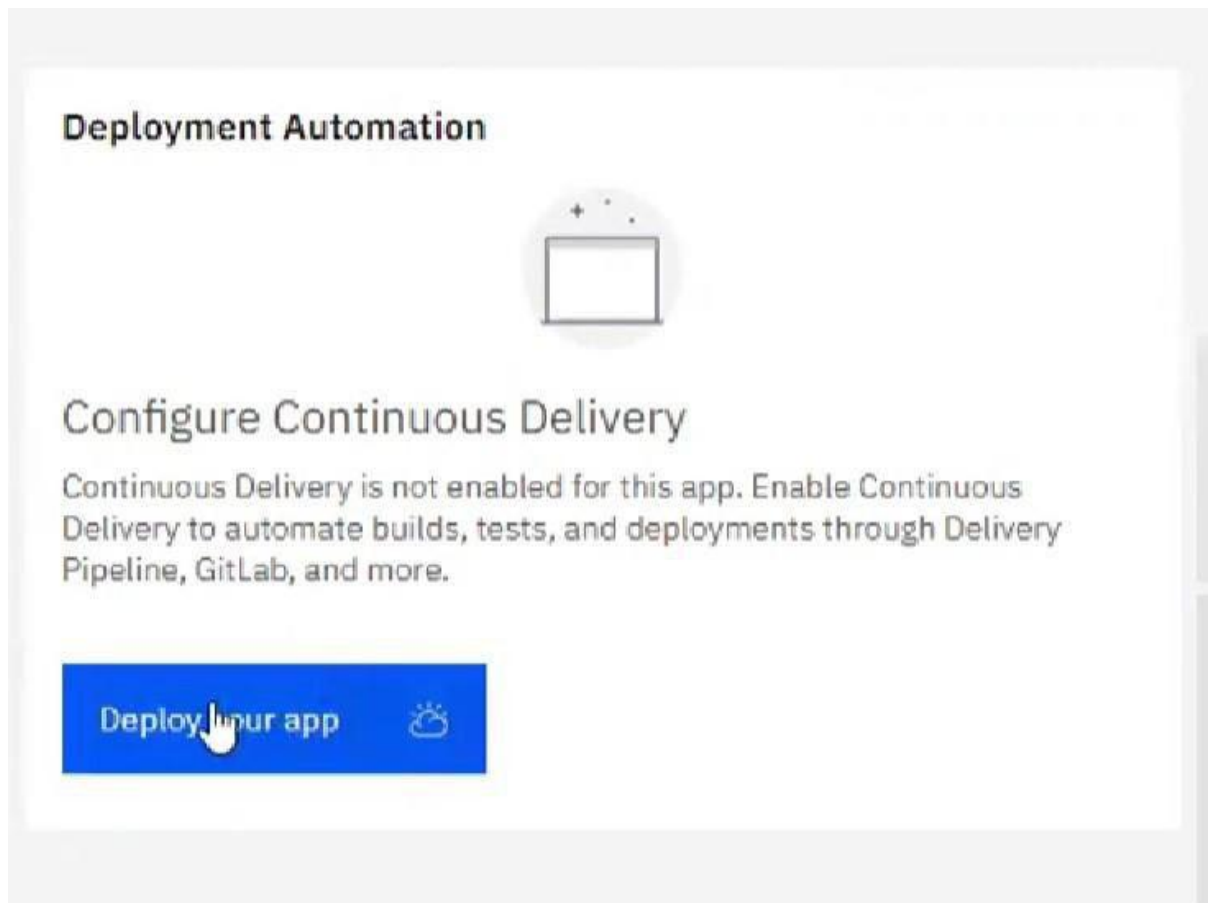 Deployment Automation
Configure Continuous Delivery
Continuous Delivery is not enabled for this app. Enable Continuous
Delivery to automate builds, tests, and deployments through Delivery
Pipeline, GitLab, and more.
Deploy your app